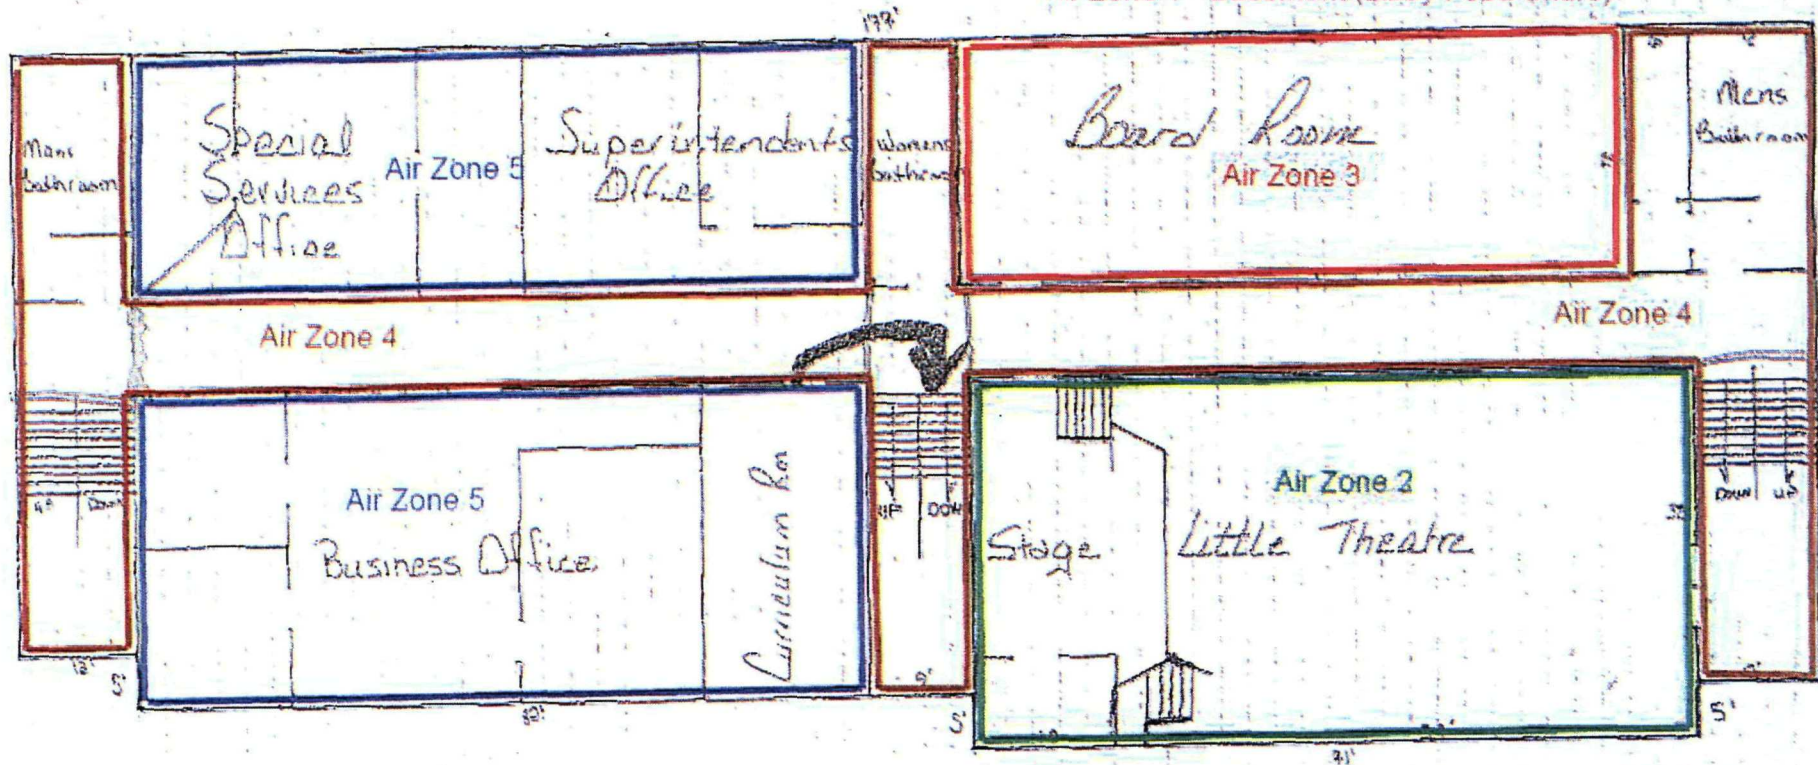 177'
Mens
bathroom
Special
Services
Office
Air Zone 5
Superintendents
Office
Womens
Board Room
Air Zone 3
Mens
Bathroom
Air Zone 4
Air Zone 4
Air Zone 5
Business Office
Curriculum Rm
UP DOWN
Air Zone 2
Stage Little Theatre
DOWN UP
5'
9'
5'
5'
71'